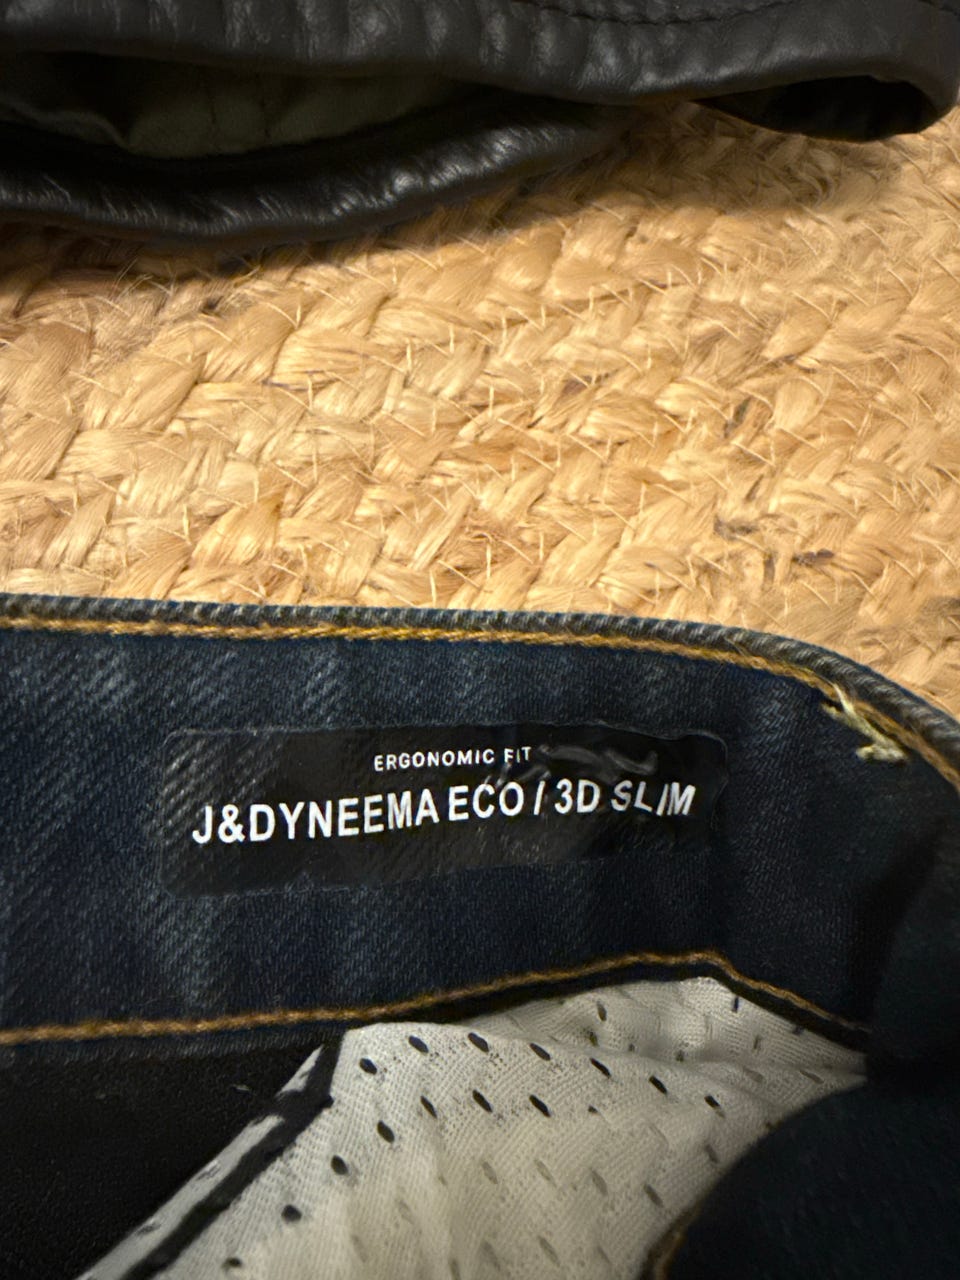 ERGONOMIC FIT
J&DYNEEMA ECO / 3D SLIM